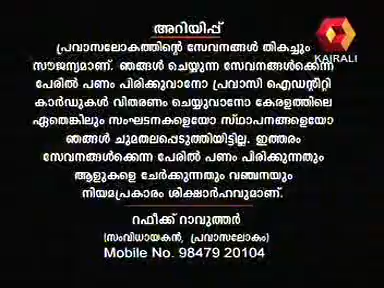 അറിയിപ്പ്
KAIRALI
പ്രവാസലോകത്തിന്റെ സേവനങ്ങൾ തികച്ചും
സൗജന്യമാണ്. ഞങ്ങൾ ചെയ്യുന്ന സേവനങ്ങൾക്കെന്ന
പേരിൽ പണം പിരിക്കുവാനോ പ്രവാസി ഐഡന്റിറ്റി
കാർഡുകൾ വിതരണം ചെയ്യുവാനോ കേരളത്തിലെ
ഏതെങ്കിലും സംഘടനകളെയോ സ്ഥാപനങ്ങളെയോ
ഞങ്ങൾ ചുമതലപ്പെടുത്തിയിട്ടില്ല. ഇത്തരം
സേവനങ്ങൾക്കെന്ന പേരിൽ പണം പിരിക്കുന്നതും
ആളുകളെ ചേർക്കുന്നതും വഞ്ചനയും
നിയമപ്രകാരം ശിക്ഷാർഹവുമാണ്.
റഫീക്ക് റാവുത്തർ
(സംവിധായകൻ, പ്രവാസലോകം)
Mobile No. 98479 20104